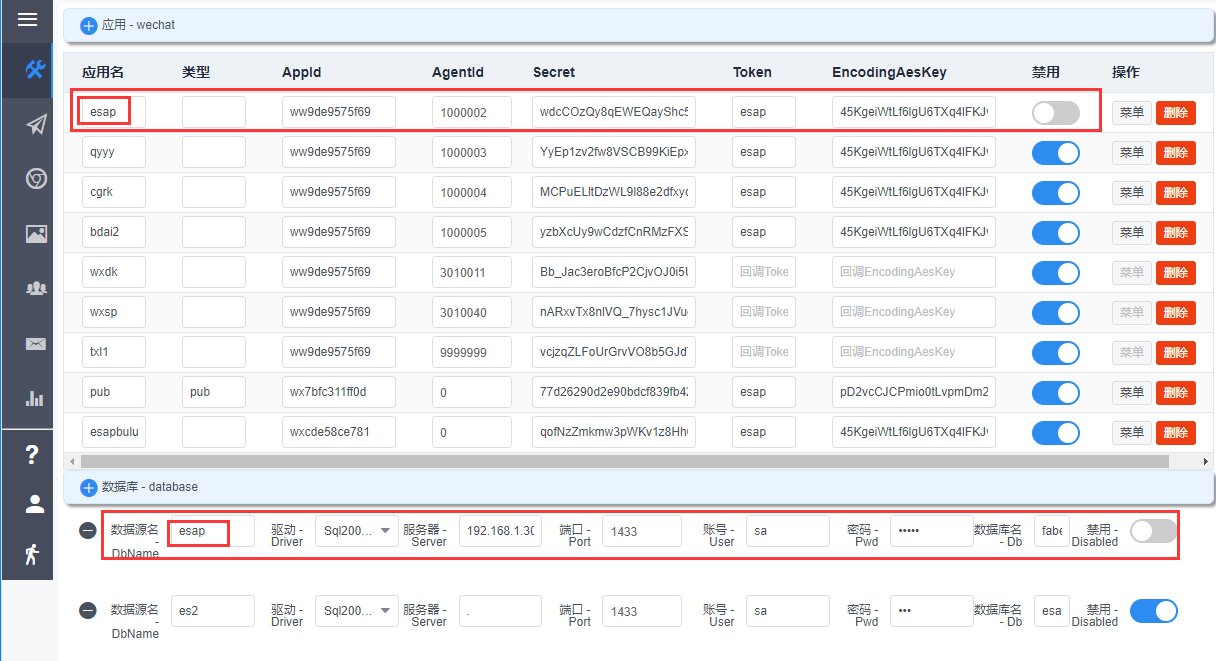 应用 - wechat
应用名 类型 AppId AgentId Secret Token EncodingAesKey 禁用 操作
esap ww9de9575f69 1000002 wdcCOzQy8qEWEQayShc5 esap 45KgeiWtLf6lgU6TXq4IFKJv 菜单 删除
qyyy ww9de9575f69 1000003 YyEp1zv2fw8VSCB99KiEpx esap 45KgeiWtLf6lgU6TXq4IFKJv 菜单 删除
cgrk ww9de9575f69 1000004 MCPuELItDzWL9l88e2dfxyc esap 45KgeiWtLf6lgU6TXq4IFKJv 菜单 删除
bdai2 ww9de9575f69 1000005 yzbXcUy9wCdzfCnRMzFXS esap 45KgeiWtLf6lgU6TXq4IFKJv 菜单 删除
wxdk ww9de9575f69 3010011 Bb_Jac3eroBfcP2CjvOJ0i5U 回调Toke 回调EncodingAesKey 菜单 删除
wxsp ww9de9575f69 3010040 nARxvTx8nlVQ_7hysc1JVu 回调Toke 回调EncodingAesKey 菜单 删除
txl1 ww9de9575f69 9999999 vcjzqZLFoUrGrvVO8b5GJd 回调Toke 回调EncodingAesKey 菜单 删除
pub pub wx7bfc311ff0d 0 77d26290d2e90bdcf839fb42 esap pD2vcCJCPmio0tLvpmDm2 菜单 删除
esapbulu wxcde58ce781 0 qofNzZmkmw3pWKv1z8Hh esap 45KgeiWtLf6lgU6TXq4IFKJv 菜单 删除
数据库 - database
数据源名 - DbName esap 驱动 - Driver Sql200... 服务器 - Server 192.168.1.30 端口 - Port 1433 账号 - User sa 密码 - Pwd ••••• 数据库名 - Db fabe 禁用 - Disabled
数据源名 - DbName es2 驱动 - Driver Sql200... 服务器 - Server . 端口 - Port 1433 账号 - User sa 密码 - Pwd ••• 数据库名 - Db esa 禁用 - Disabled